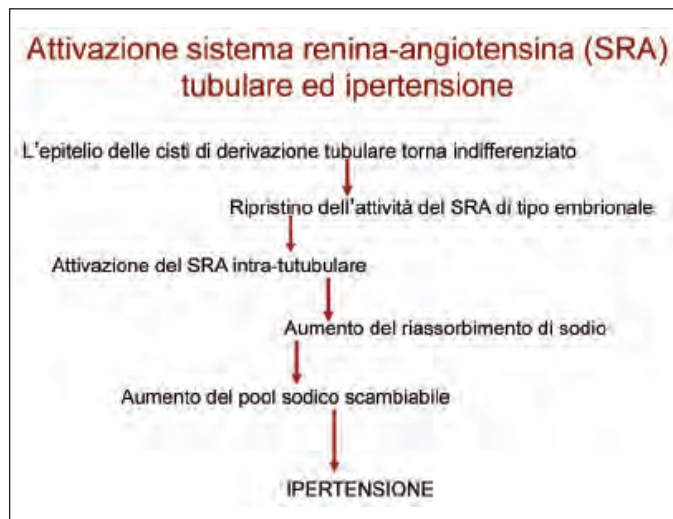 Attivazione sistema renina-angiotensina (SRA)
tubulare ed ipertensione
L'epitelio delle cisti di derivazione tubulare torna indifferenziato
Ripristino dell'attività del SRA di tipo embrionale
Attivazione del SRA intra-tutubulare
Aumento del riassorbimento di sodio
Aumento del pool sodico scambiabile
IPERTENSIONE